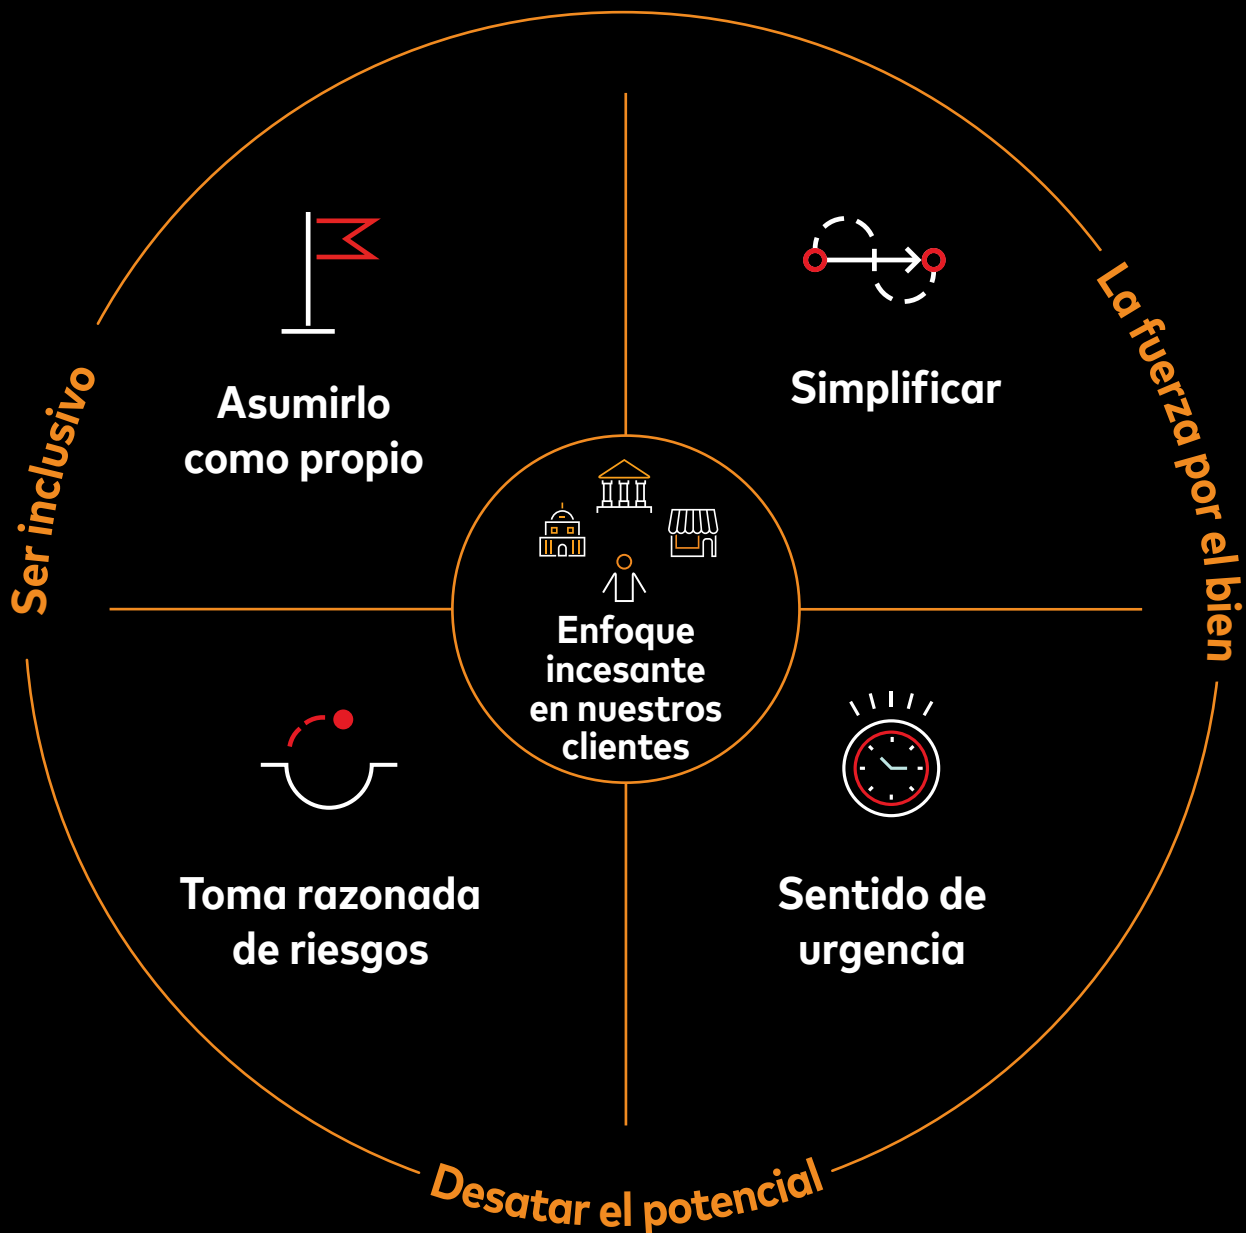 Asumirlo
como propio
Simplificar
Enfoque
incesante
en nuestros
clientes
Toma razonada
de riesgos
Sentido de
urgencia
Ser inclusivo
La fuerza por el bien
Desatar el potencial